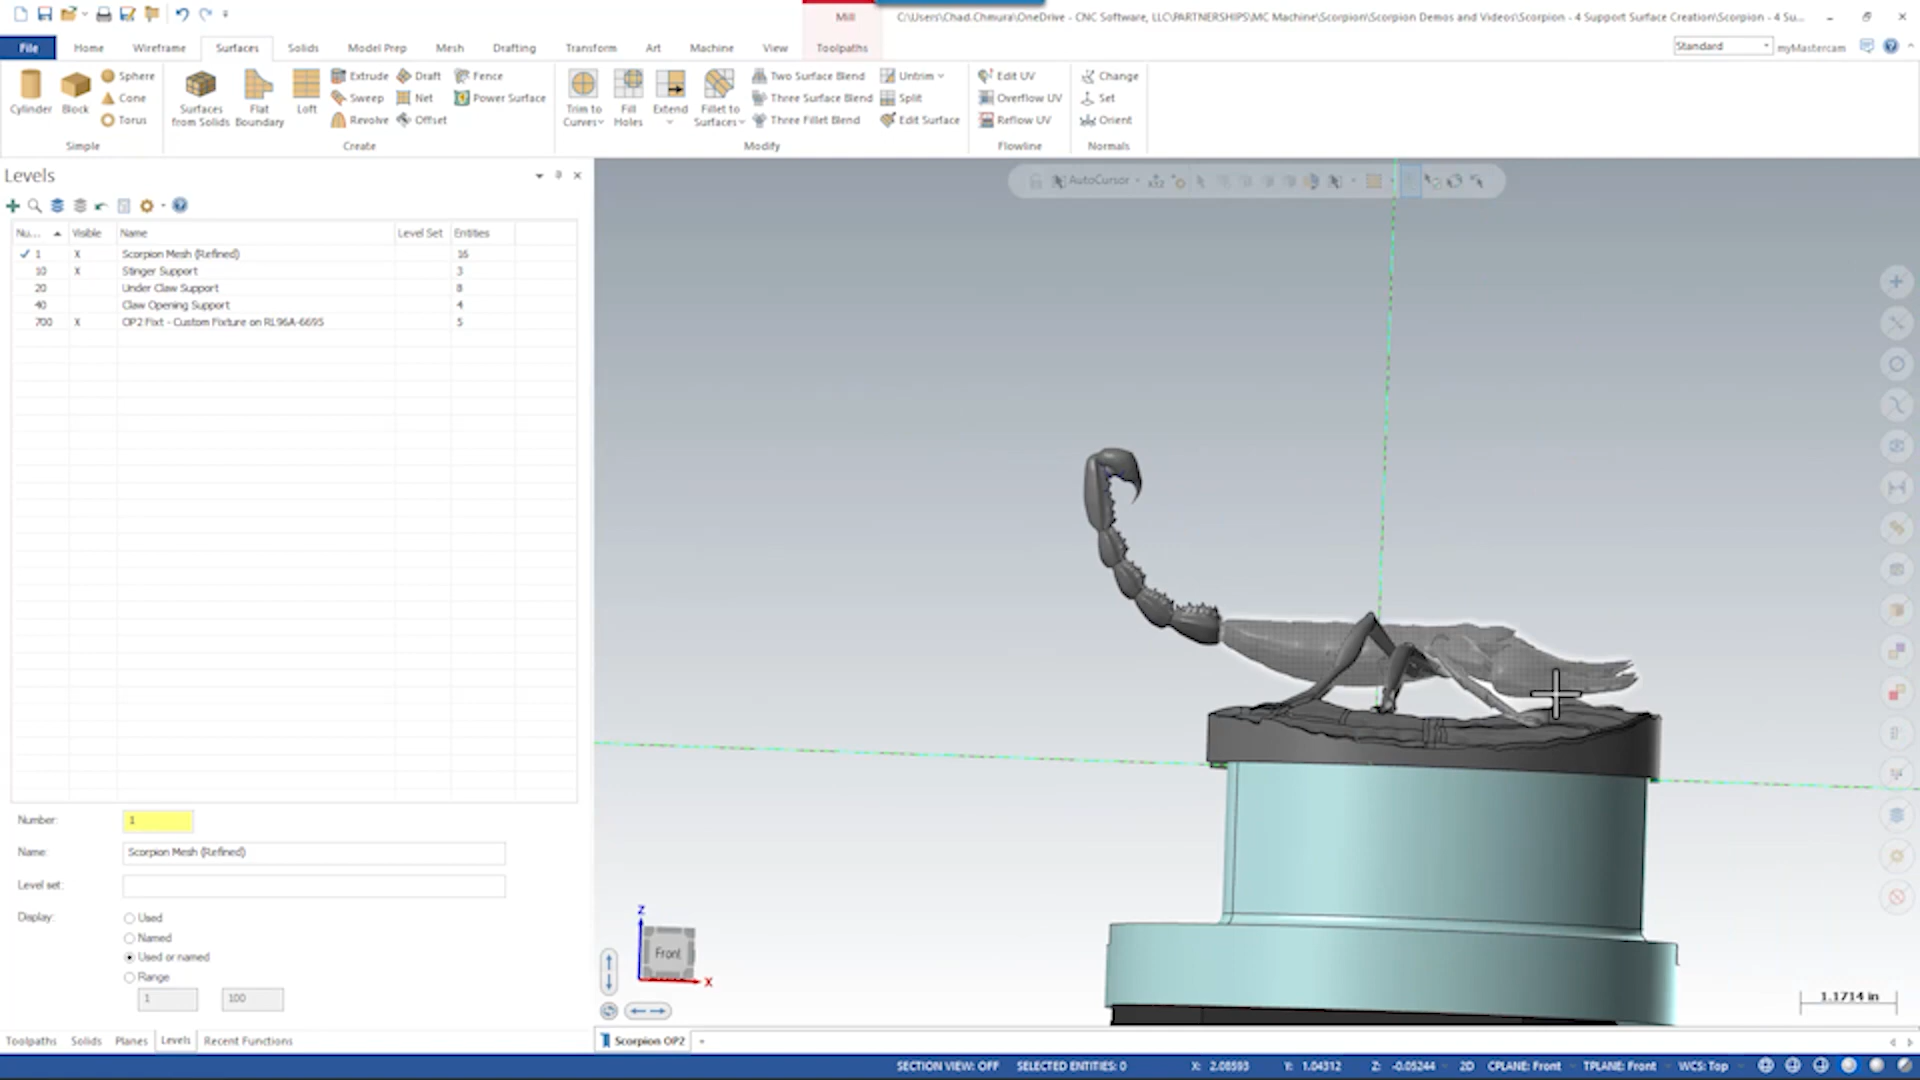 Mill
C:\Users\Chad.Chmura\OneDrive - CNC Software, LLC\PARTNERSHIPS\MC Machine\Scorpion\Scorpion Demos and Videos\Scorpion - 4 Support Surface Creation\Scorpion - 4 Su...
File Home Wireframe Surfaces Solids Model Prep Mesh Drafting Transform Art Machine View Toolpaths
Standard myMastercam
Cylinder Block Sphere Cone Torus
Simple
Surfaces from Solids Flat Boundary Loft Extrude Sweep Revolve Draft Net Offset Fence Power Surface
Create
Trim to Curves Fill Holes Extend Fillet to Surfaces Two Surface Blend Three Surface Blend Three Fillet Blend Untrim Split Edit Surface
Modify
Edit UV Overflow UV Reflow UV
Flowline
Change Set Orient
Normals
Levels
AutoCursor
Nu... Visible Name Level Set Entities
1 X Scorpion Mesh (Refined) 16
10 X Stinger Support 3
20 Under Claw Support 8
40 Claw Opening Support 4
700 X OP2 Fixt - Custom Fixture on RL96A-6695 5
Number: 1
Name: Scorpion Mesh (Refined)
Level set:
Display: Used
Named
Used or named
Range
1 100
Z
Front
X
1.1714 in
Toolpaths Solids Planes Levels Recent Functions
Scorpion OP2
SECTION VIEW: OFF SELECTED ENTITIES: 0 X: 2.08593 Y: 1.04312 Z: -0.05244 2D CPLANE: Front TPLANE: Front WCS: Top